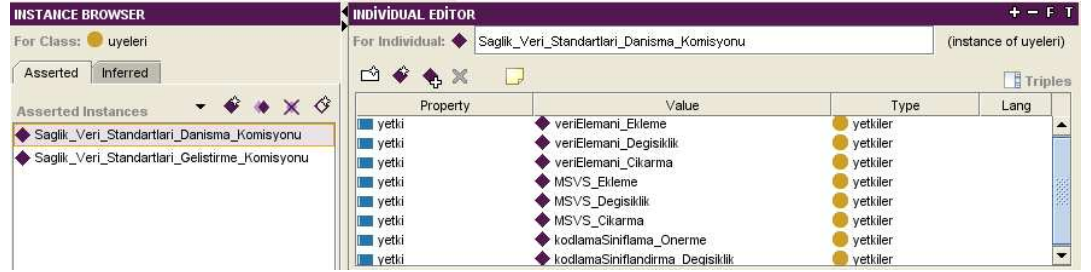 INSTANCE BROWSER
For Class: uyeleri
Asserted Inferred
Asserted Instances
Saglik_Veri_Standartlari_Danisma_Komisyonu
Saglik_Veri_Standartlari_Gelistirme_Komisyonu
INDİVİDUAL EDİTOR + − F T
For Individual: Saglik_Veri_Standartlari_Danisma_Komisyonu (instance of uyeleri)
Triples
Property Value Type Lang
yetki veriElemani_Ekleme yetkiler
yetki veriElemani_Degisiklik yetkiler
yetki veriElemani_Cikarma yetkiler
yetki MSVS_Ekleme yetkiler
yetki MSVS_Degisiklik yetkiler
yetki MSVS_Cikarma yetkiler
yetki kodlamaSiniflama_Onerme yetkiler
yetki kodlamaSiniflandirma_Degisiklik yetkiler